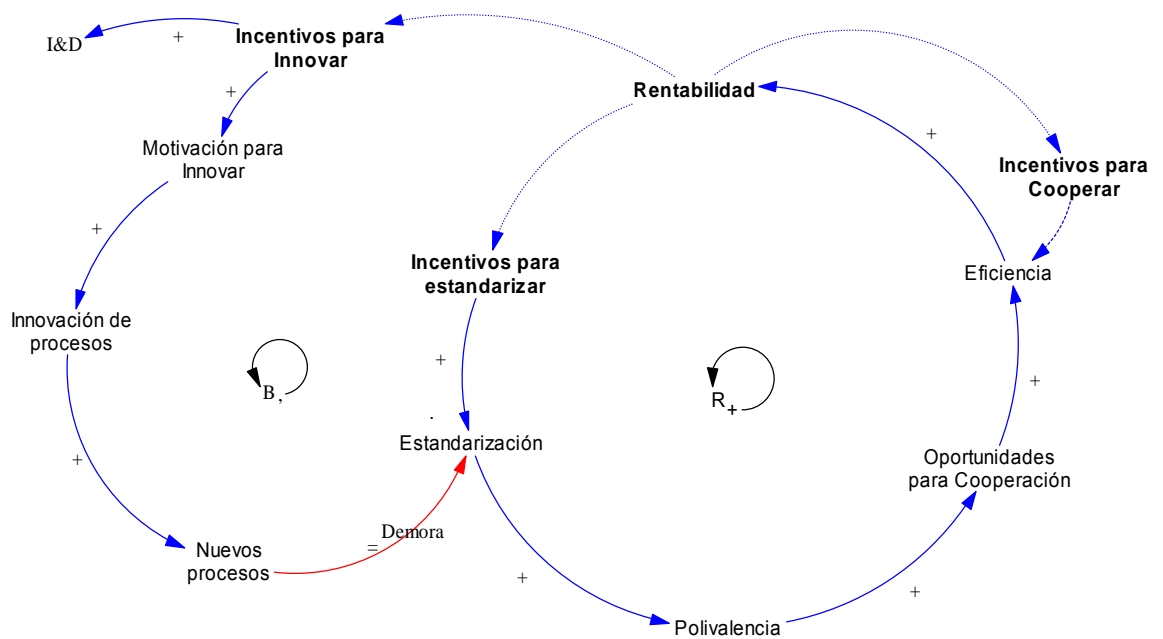 I&D
+
Incentivos para
Innovar
+
Motivación para
Innovar
+
Innovación de
procesos
+
Nuevos
procesos
=
Demora
B,
Rentabilidad
Incentivos para
estandarizar
+
.
Estandarización
+
Polivalencia
+
Oportunidades
para Cooperación
+
Eficiencia
+
Incentivos para
Cooperar
R+